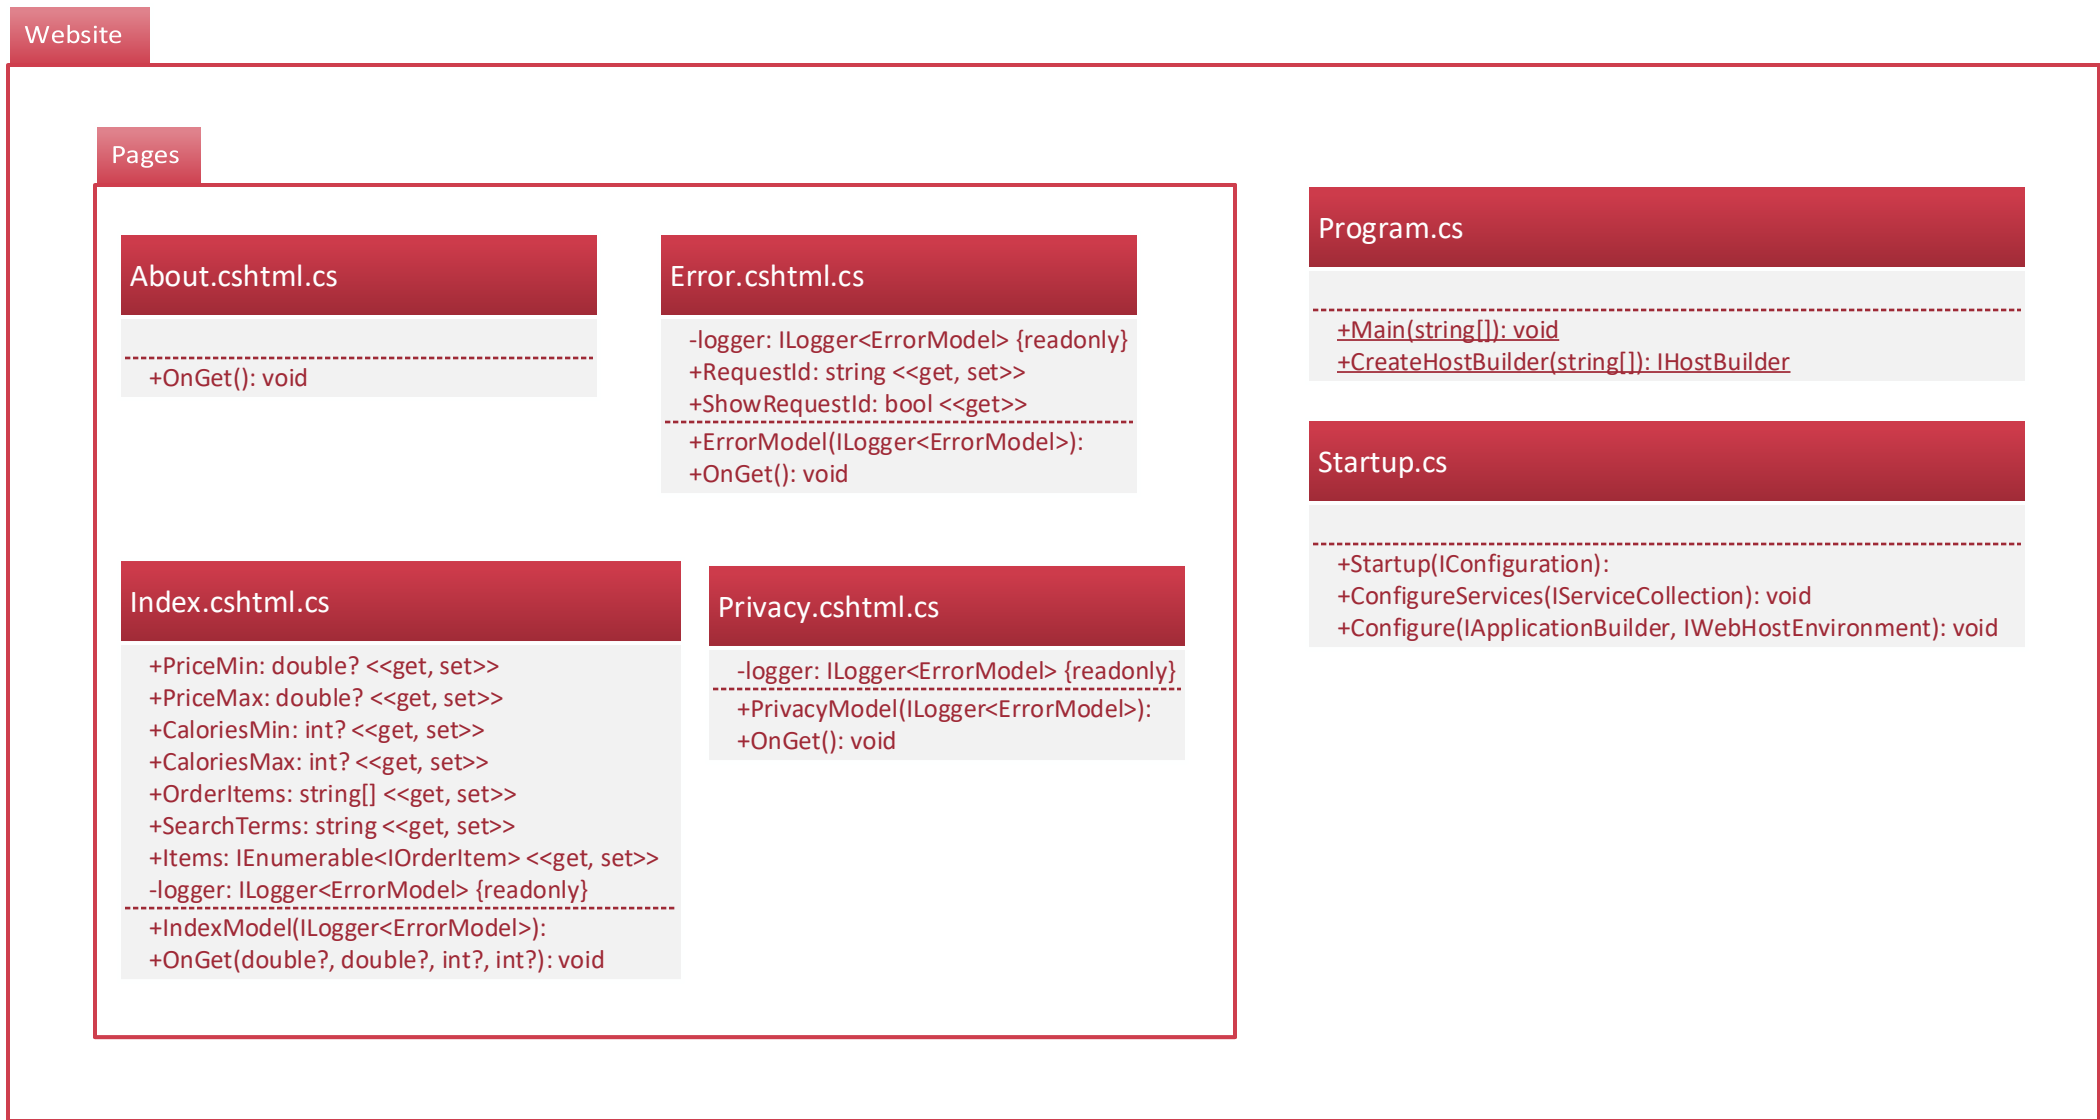 Website
Pages
About.cshtml.cs
+OnGet(): void
Error.cshtml.cs
-logger: ILogger<ErrorModel> {readonly}
+RequestId: string <<get, set>>
+ShowRequestId: bool <<get>>
+ErrorModel(ILogger<ErrorModel>):
+OnGet(): void
Index.cshtml.cs
+PriceMin: double? <<get, set>>
+PriceMax: double? <<get, set>>
+CaloriesMin: int? <<get, set>>
+CaloriesMax: int? <<get, set>>
+OrderItems: string[] <<get, set>>
+SearchTerms: string <<get, set>>
+Items: IEnumerable<IOrderItem> <<get, set>>
-logger: ILogger<ErrorModel> {readonly}
+IndexModel(ILogger<ErrorModel>):
+OnGet(double?, double?, int?, int?): void
Privacy.cshtml.cs
-logger: ILogger<ErrorModel> {readonly}
+PrivacyModel(ILogger<ErrorModel>):
+OnGet(): void
Program.cs
+Main(string[]): void
+CreateHostBuilder(string[]): IHostBuilder
Startup.cs
+Startup(IConfiguration):
+ConfigureServices(IServiceCollection): void
+Configure(IApplicationBuilder, IWebHostEnvironment): void